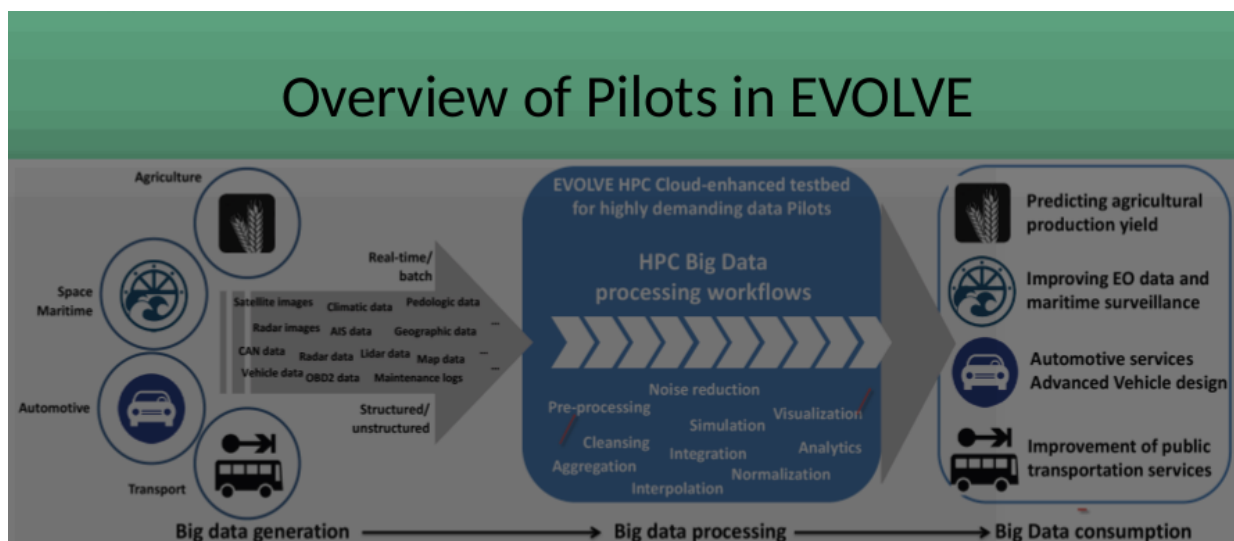 Overview of Pilots in EVOLVE
Agriculture
Space
Maritime
Automotive
Transport
Real-time/
batch
Satellite images Climatic data Pedologic data
Radar images AIS data Geographic data ...
CAN data Radar data Lidar data Map data ...
Vehicle data OBD2 data Maintenance logs ...
Structured/
unstructured
EVOLVE HPC Cloud-enhanced testbed
for highly demanding data Pilots
HPC Big Data
processing workflows
Noise reduction
Pre-processing Visualization
Simulation
Cleansing Integration Analytics
Aggregation Normalization
Interpolation
Predicting agricultural
production yield
Improving EO data and
maritime surveillance
Automotive services
Advanced Vehicle design
Improvement of public
transportation services
Big data generation Big data processing Big Data consumption